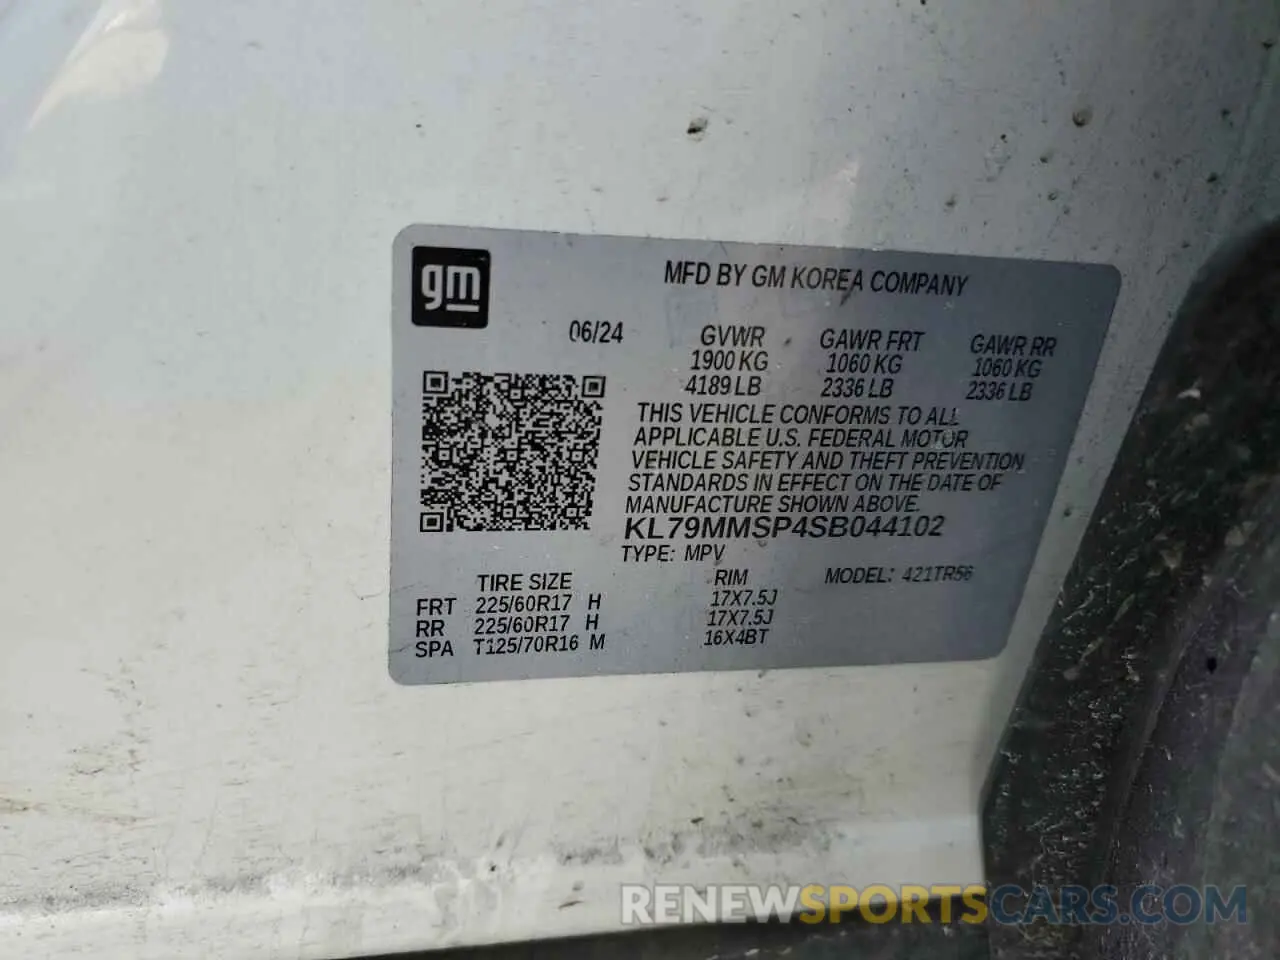 gm
MFD BY GM KOREA COMPANY
06/24 GVWR GAWR FRT GAWR RR
1900 KG 1060 KG 1060 KG
4189 LB 2336 LB 2336 LB
THIS VEHICLE CONFORMS TO ALL
APPLICABLE U.S. FEDERAL MOTOR
VEHICLE SAFETY AND THEFT PREVENTION
STANDARDS IN EFFECT ON THE DATE OF
MANUFACTURE SHOWN ABOVE.
KL79MMSP4SB044102
TYPE: MPV
TIRE SIZE RIM MODEL: 421TR56
FRT 225/60R17 H 17X7.5J
RR 225/60R17 H 17X7.5J
SPA T125/70R16 M 16X4BT
RENEWSPORTSCARS.COM